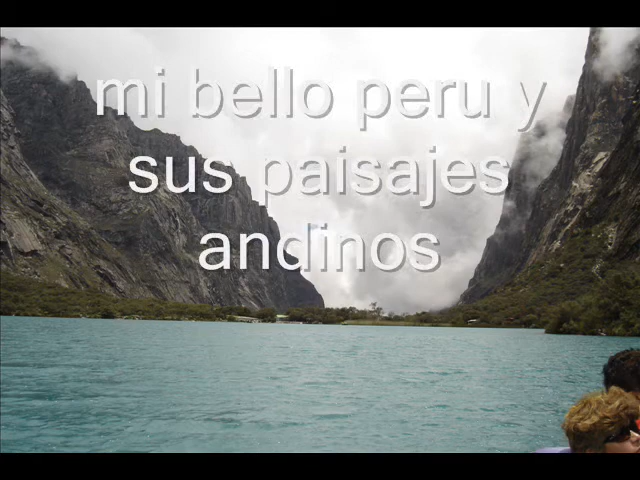 mi bello peru y
sus paisajes
andinos